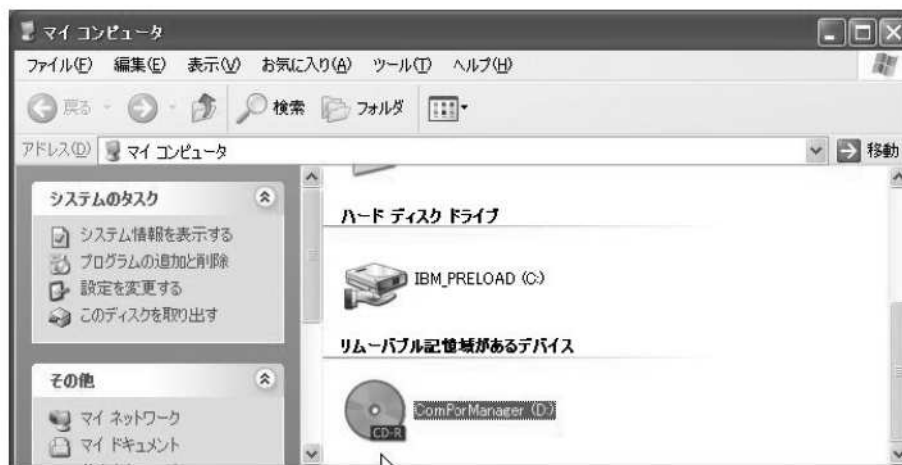 マイ コンピュータ
ファイル(F) 編集(E) 表示(V) お気に入り(A) ツール(T) ヘルプ(H)
戻る 検索 フォルダ
アドレス(D) マイ コンピュータ 移動
システムのタスク
システム情報を表示する
プログラムの追加と削除
設定を変更する
このディスクを取り出す
その他
マイ ネットワーク
マイ ドキュメント
ハード ディスク ドライブ
IBM_PRELOAD (C:)
リムーバブル記憶域があるデバイス
ComPorManager (D:)
CD-R